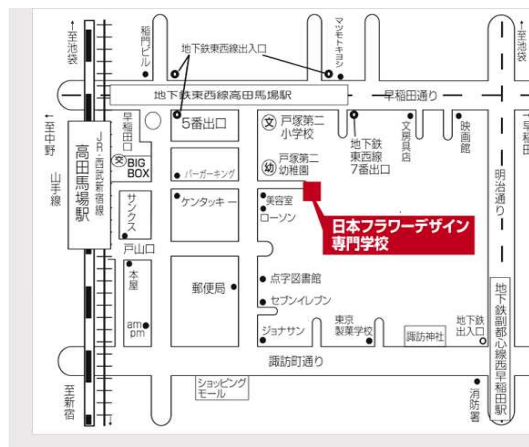 ←至池袋
稲門ビル
地下鉄東西線出入口
マツモトキヨシ
←至池袋
地下鉄東西線高田馬場駅
早稲田通り
早稲田口
5番出口
文 戸塚第二
小学校
地下鉄
東西線
7番出口
文房具店
映画館
←至中野
山手線
高田馬場駅
JR・西武新宿線
交 BIG
BOX
バーガーキング
幼 戸塚第二
幼稚園
明治通り
サンクス
ケンタッキー
美容室
ローソン
日本フラワーデザイン
専門学校
戸山口
本屋
郵便局
点字図書館
セブンイレブン
am
pm
ジョナサン
東京
製菓学校
諏訪神社
地下鉄
出入口
地下鉄副都心線西早稲田駅
諏訪町通り
至新宿
ショッピング
モール
消防署